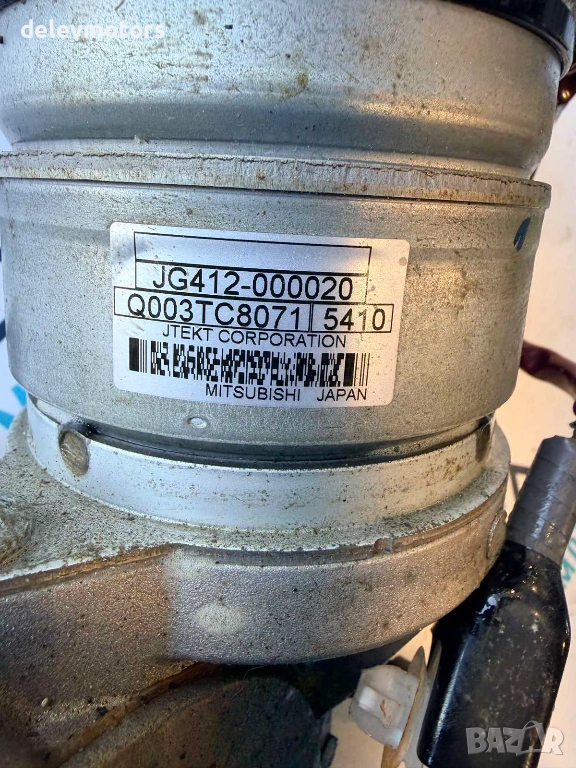 delevmotors
JG412-000020
Q003TC8071 5410
JTEKT CORPORATION
MITSUBISHI JAPAN
BAZAR